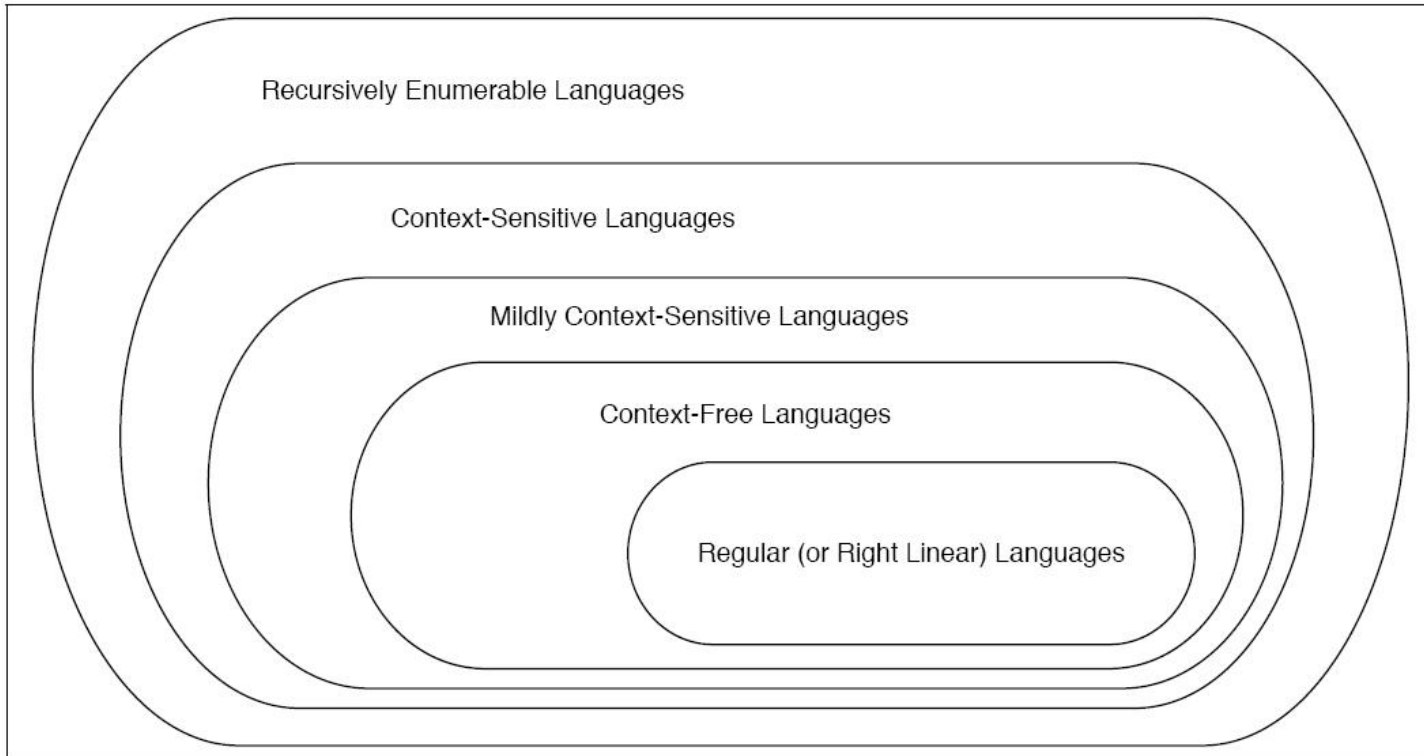 Recursively Enumerable Languages
Context-Sensitive Languages
Mildly Context-Sensitive Languages
Context-Free Languages
Regular (or Right Linear) Languages